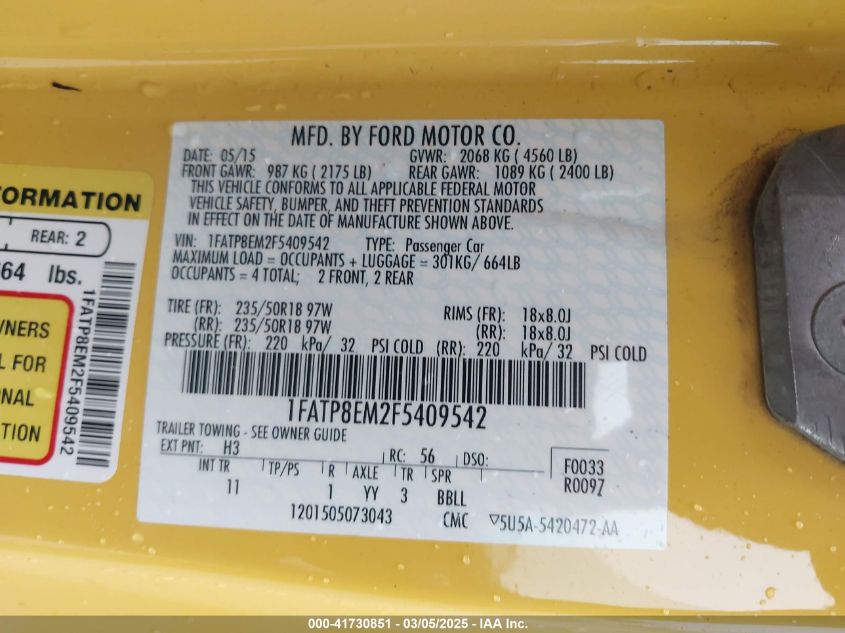 MFD. BY FORD MOTOR CO.
DATE: 05/15 GVWR: 2068 KG ( 4560 LB)
FRONT GAWR: 987 KG ( 2175 LB) REAR GAWR: 1089 KG ( 2400 LB)
THIS VEHICLE CONFORMS TO ALL APPLICABLE FEDERAL MOTOR
VEHICLE SAFETY, BUMPER, AND THEFT PREVENTION STANDARDS
IN EFFECT ON THE DATE OF MANUFACTURE SHOWN ABOVE.
VIN: 1FATP8EM2F5409542 TYPE: Passenger Car
MAXIMUM LOAD = OCCUPANTS + LUGGAGE = 301KG/ 664LB
OCCUPANTS = 4 TOTAL; 2 FRONT, 2 REAR
TIRE (FR): 235/50R18 97W RIMS (FR): 18x8.0J
(RR): 235/50R18 97W (RR): 18x8.0J
PRESSURE (FR): 220 kPa/ 32 PSI COLD (RR): 220 kPa/ 32 PSI COLD
1FATP8EM2F5409542
TRAILER TOWING - SEE OWNER GUIDE
EXT PNT: H3 RC: 56 DSO:
F0033
R0097
INT TR TP/PS R AXLE TR SPR
11 1 YY 3 BBLL
1201505073043 CMC ▽5U5A-5420472-AA
FORMATION
REAR: 2
664 lbs.
1FATP8EM2F5409542
WNERS
L FOR
NAL
TION
000-41730851 — 03/05/2025 — IAA Inc.